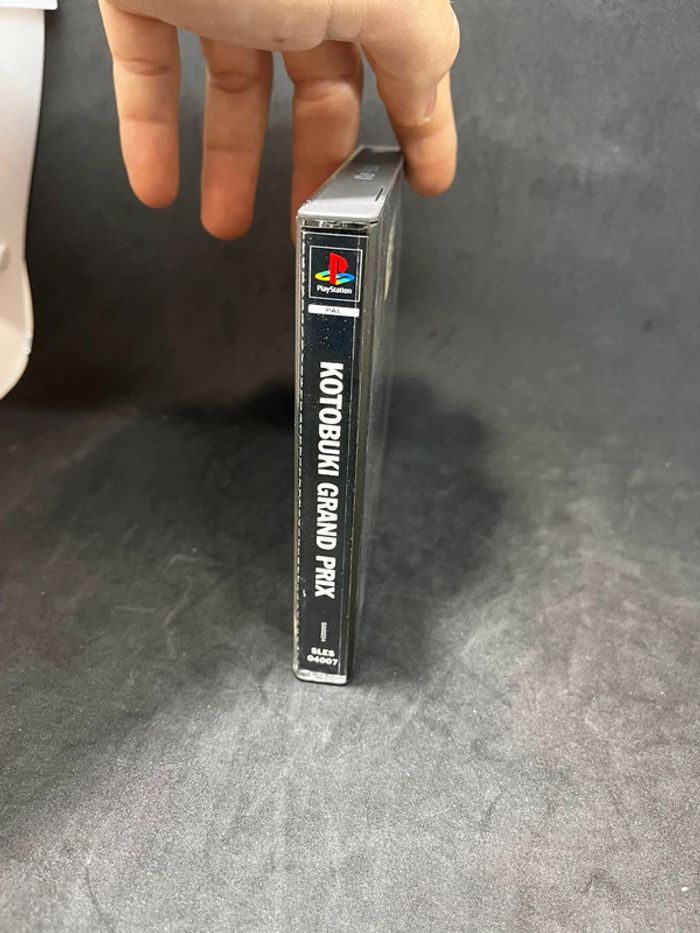 PlayStation
PAL
KOTOBUKI GRAND PRIX
SLES
04007